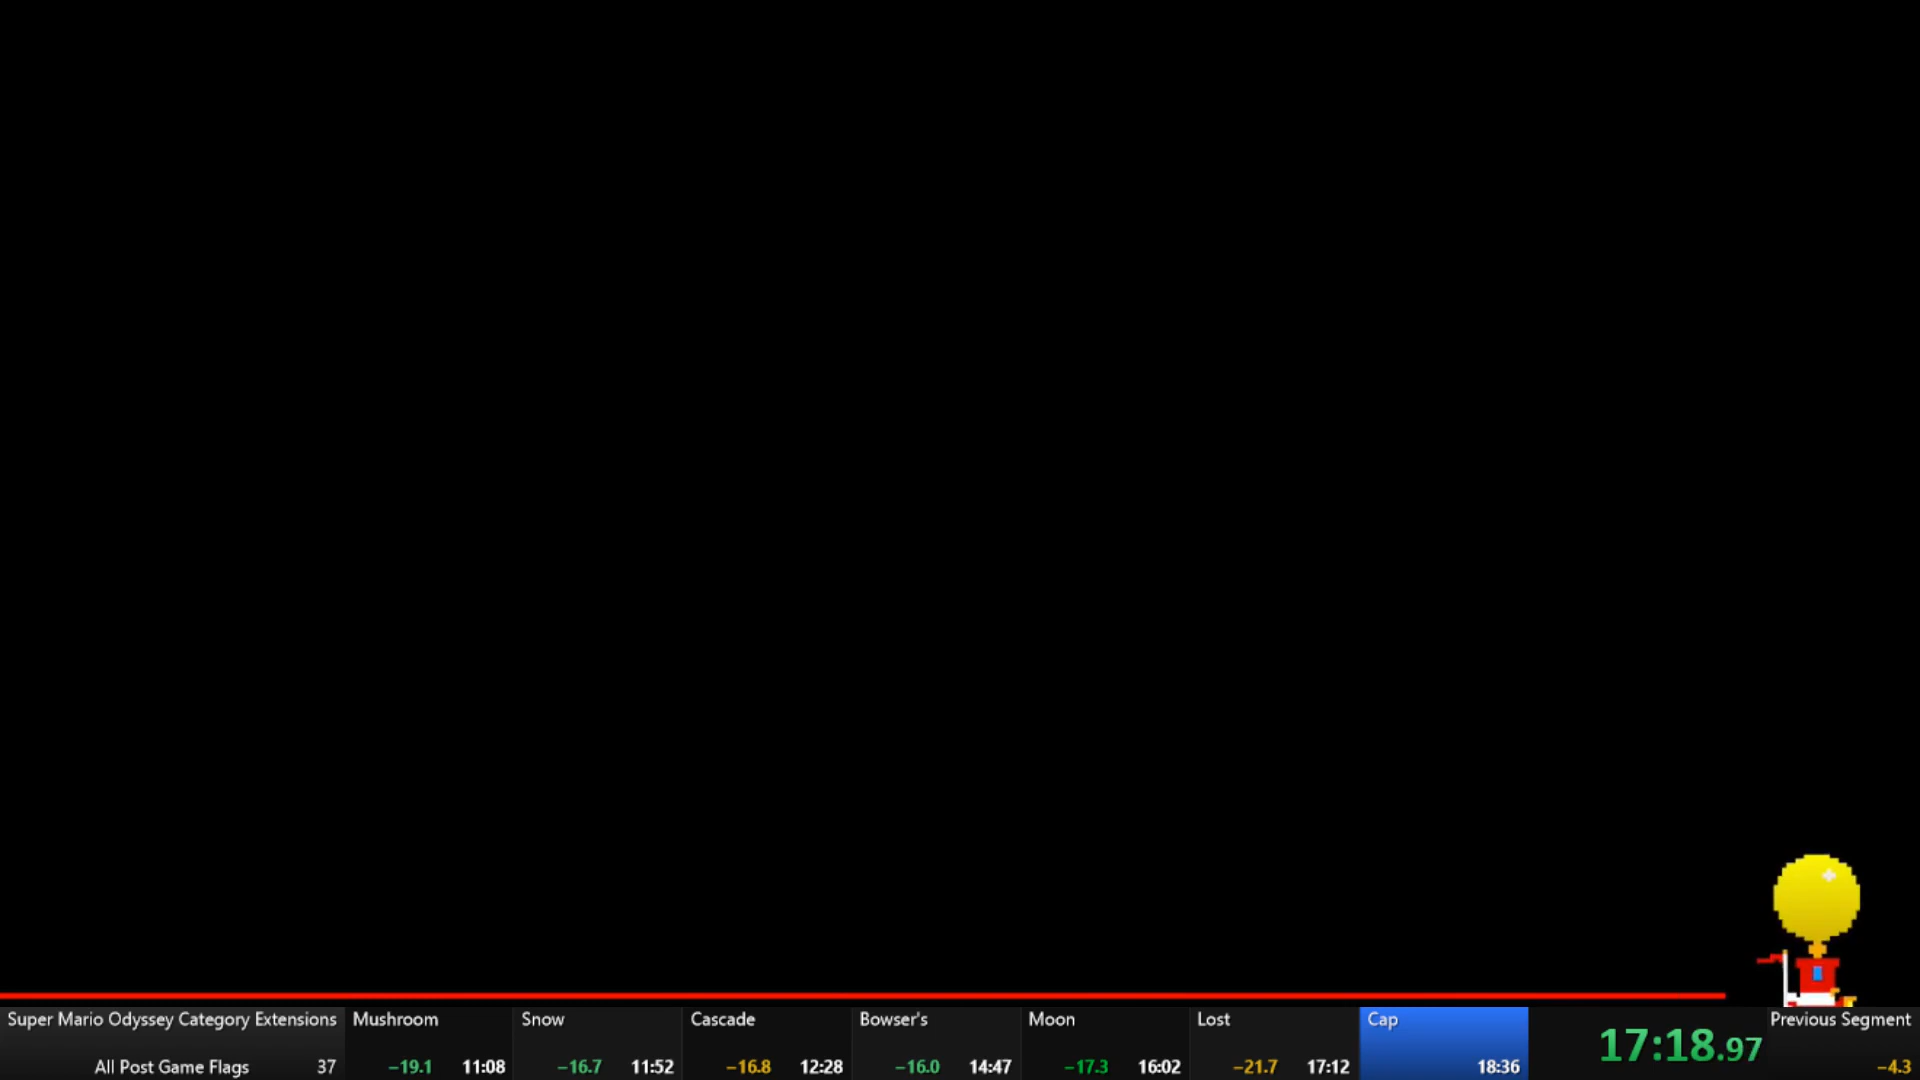 Super Mario Odyssey Category Extensions
All Post Game Flags 37
Mushroom
−19.1 11:08
Snow
−16.7 11:52
Cascade
−16.8 12:28
Bowser's
−16.0 14:47
Moon
−17.3 16:02
Lost
−21.7 17:12
Cap
18:36
17:18.97
Previous Segment
−4.3